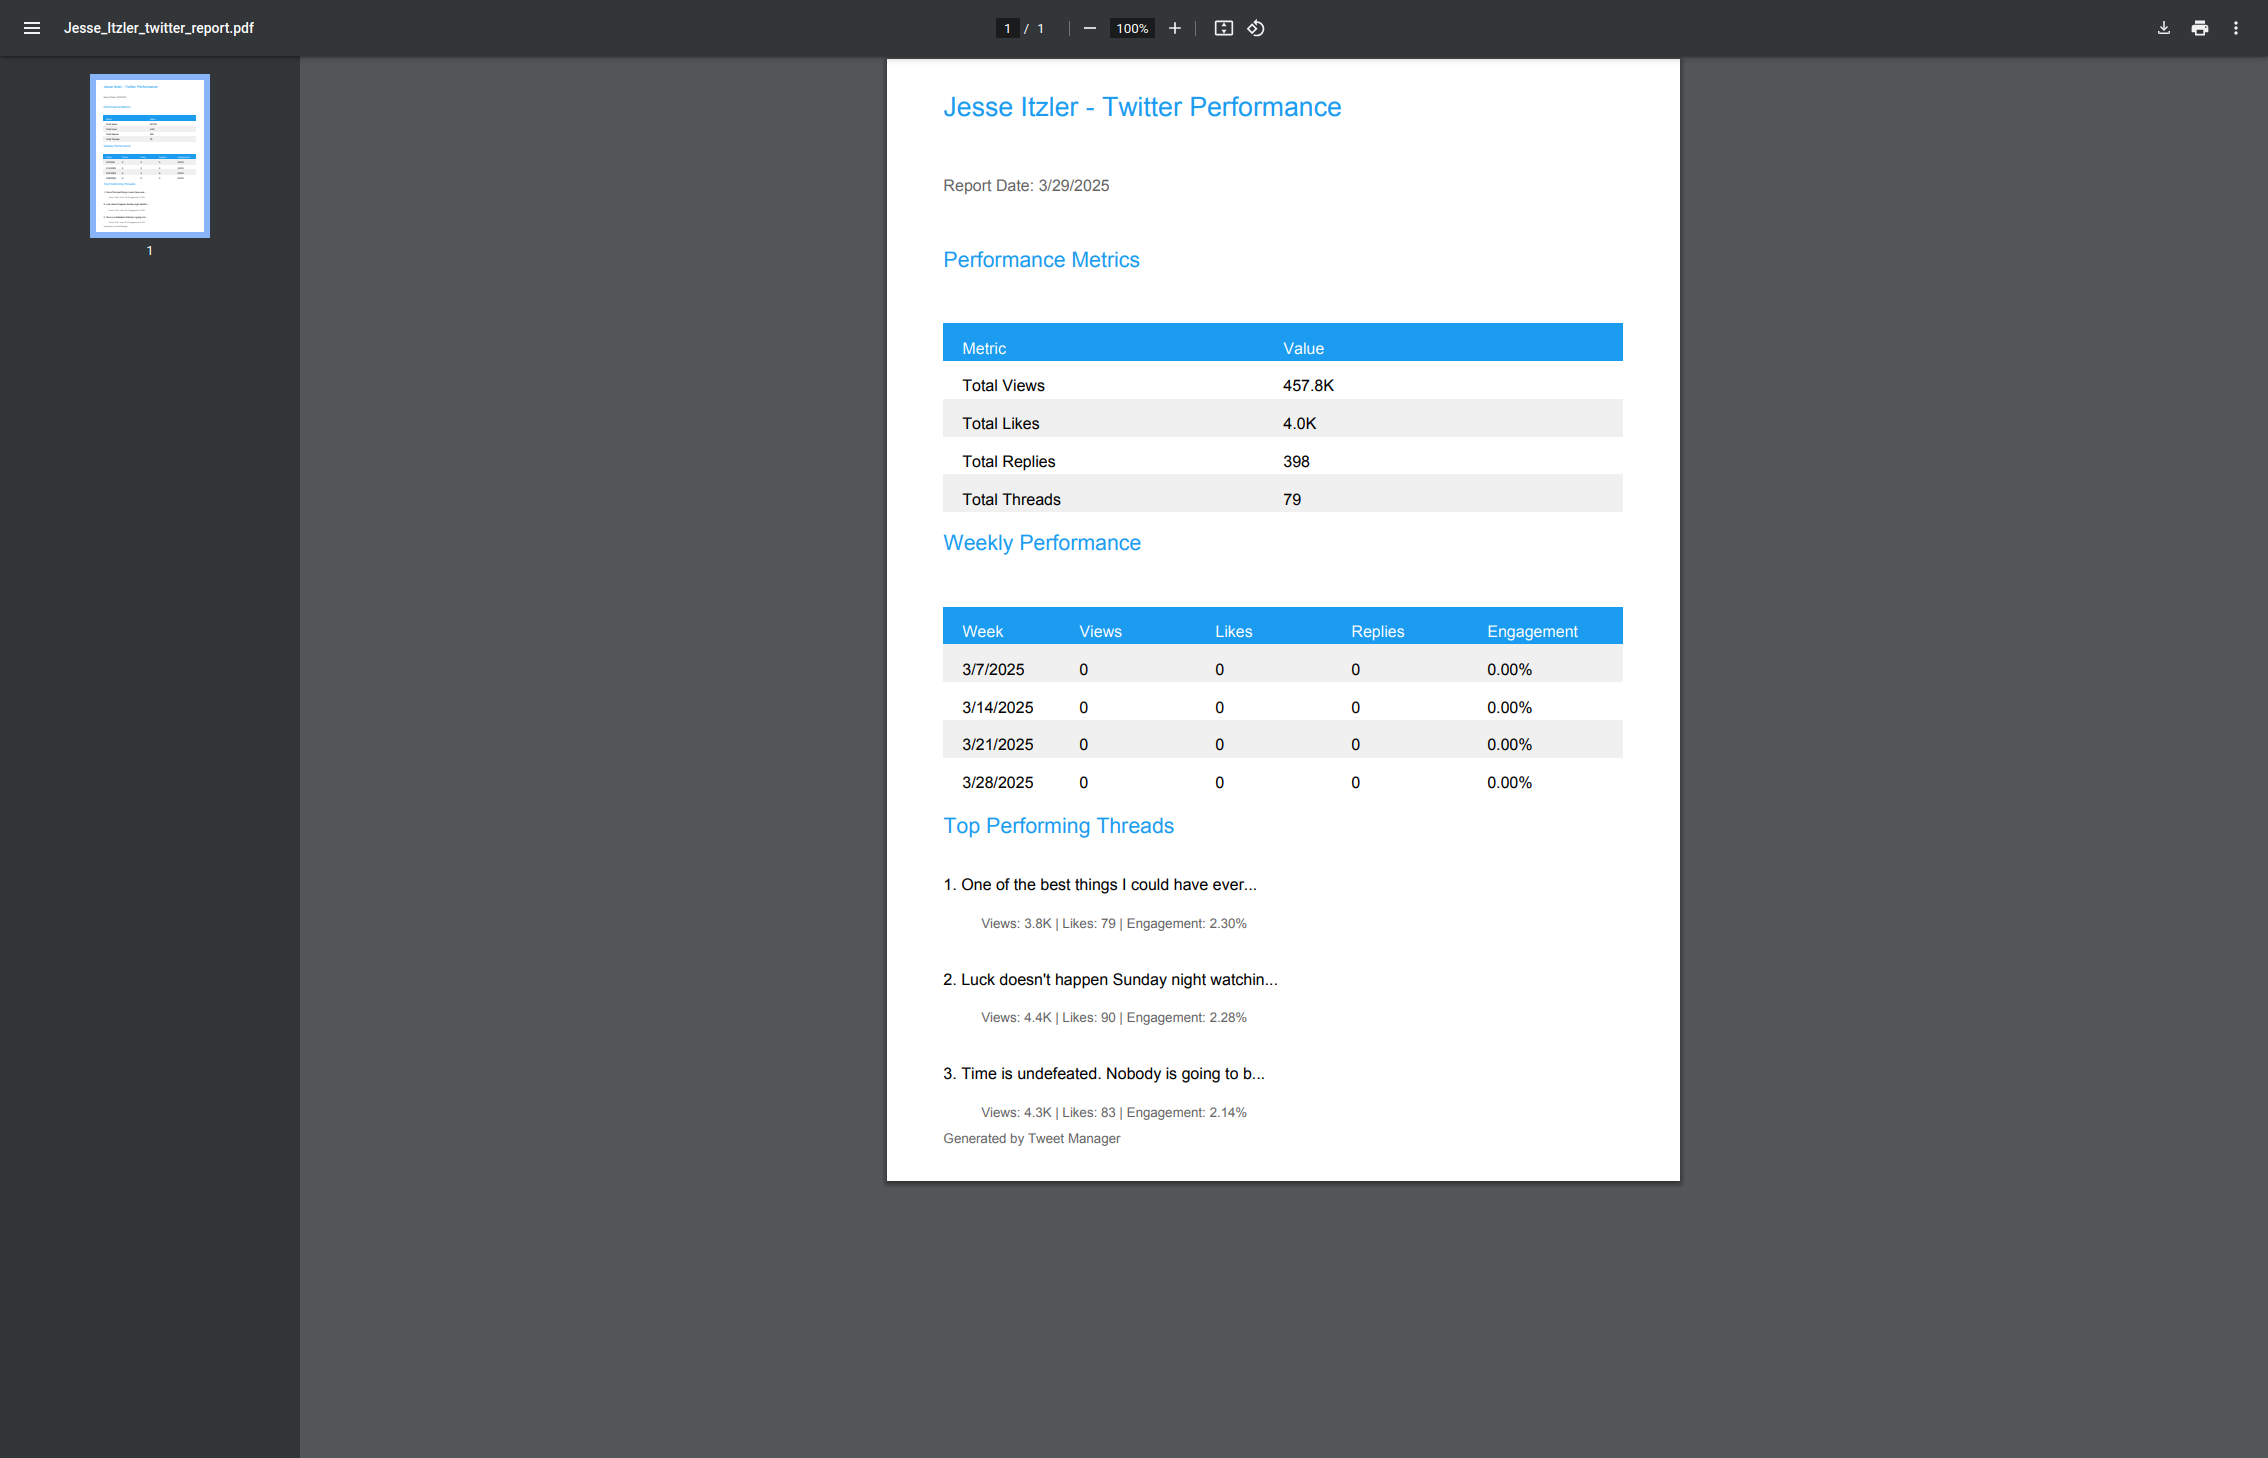 Jesse_Itzler_twitter_report.pdf
1 / 1
100%
1
Jesse Itzler - Twitter Performance
Report Date: 3/29/2025
Performance Metrics
Metric Value
Total Views 457.8K
Total Likes 4.0K
Total Replies 398
Total Threads 79
Weekly Performance
Week Views Likes Replies Engagement
3/7/2025 0 0 0 0.00%
3/14/2025 0 0 0 0.00%
3/21/2025 0 0 0 0.00%
3/28/2025 0 0 0 0.00%
Top Performing Threads
1. One of the best things I could have ever...
Views: 3.8K | Likes: 79 | Engagement: 2.30%
2. Luck doesn't happen Sunday night watchin...
Views: 4.4K | Likes: 90 | Engagement: 2.28%
3. Time is undefeated. Nobody is going to b...
Views: 4.3K | Likes: 83 | Engagement: 2.14%
Generated by Tweet Manager